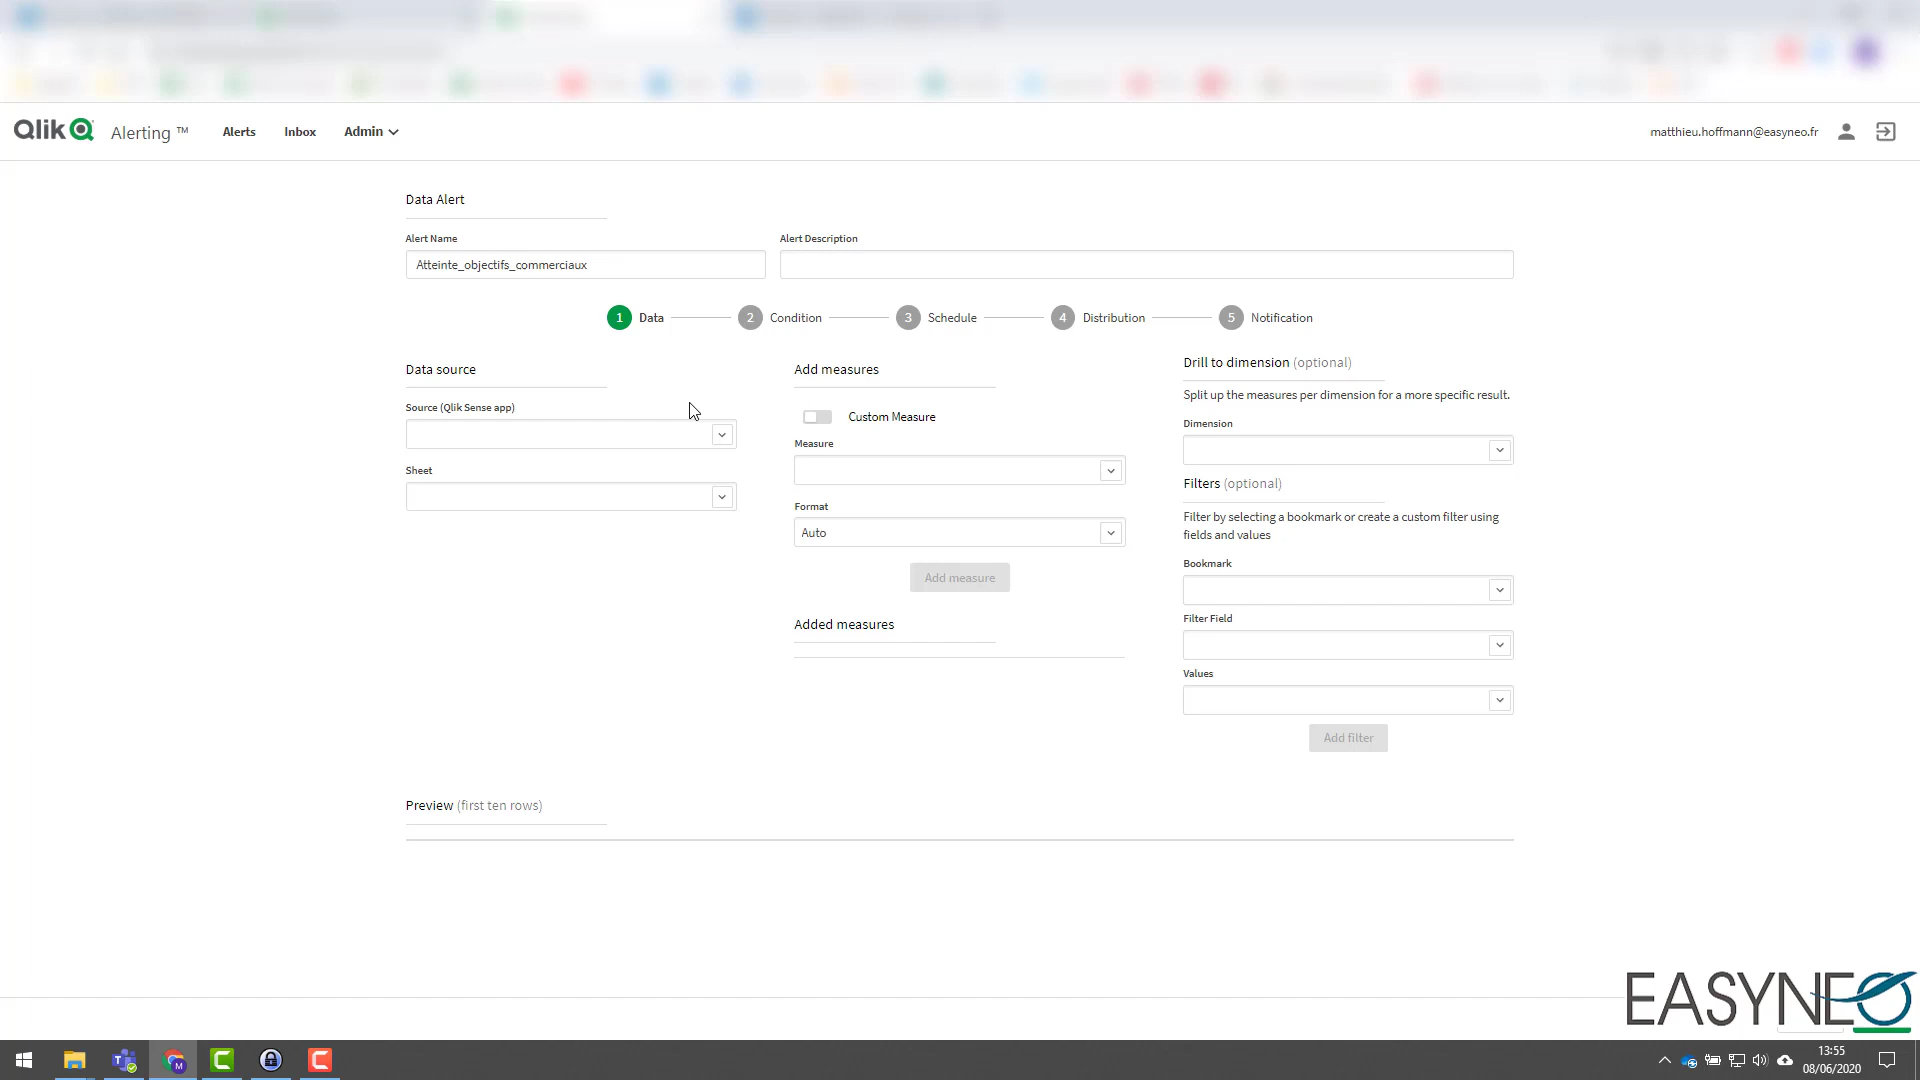 Qlik Alerting ™ Alerts Inbox Admin matthieu.hoffmann@easyneo.fr
Data Alert
Alert Name Alert Description
Atteinte_objectifs_commerciaux
1 Data 2 Condition 3 Schedule 4 Distribution 5 Notification
Data source
Source (Qlik Sense app)
Sheet
Add measures
Custom Measure
Measure
Format
Auto
Add measure
Added measures
Drill to dimension (optional)
Split up the measures per dimension for a more specific result.
Dimension
Filters (optional)
Filter by selecting a bookmark or create a custom filter using
fields and values
Bookmark
Filter Field
Values
Add filter
Preview (first ten rows)
EASYNEO
13:55
08/06/2020